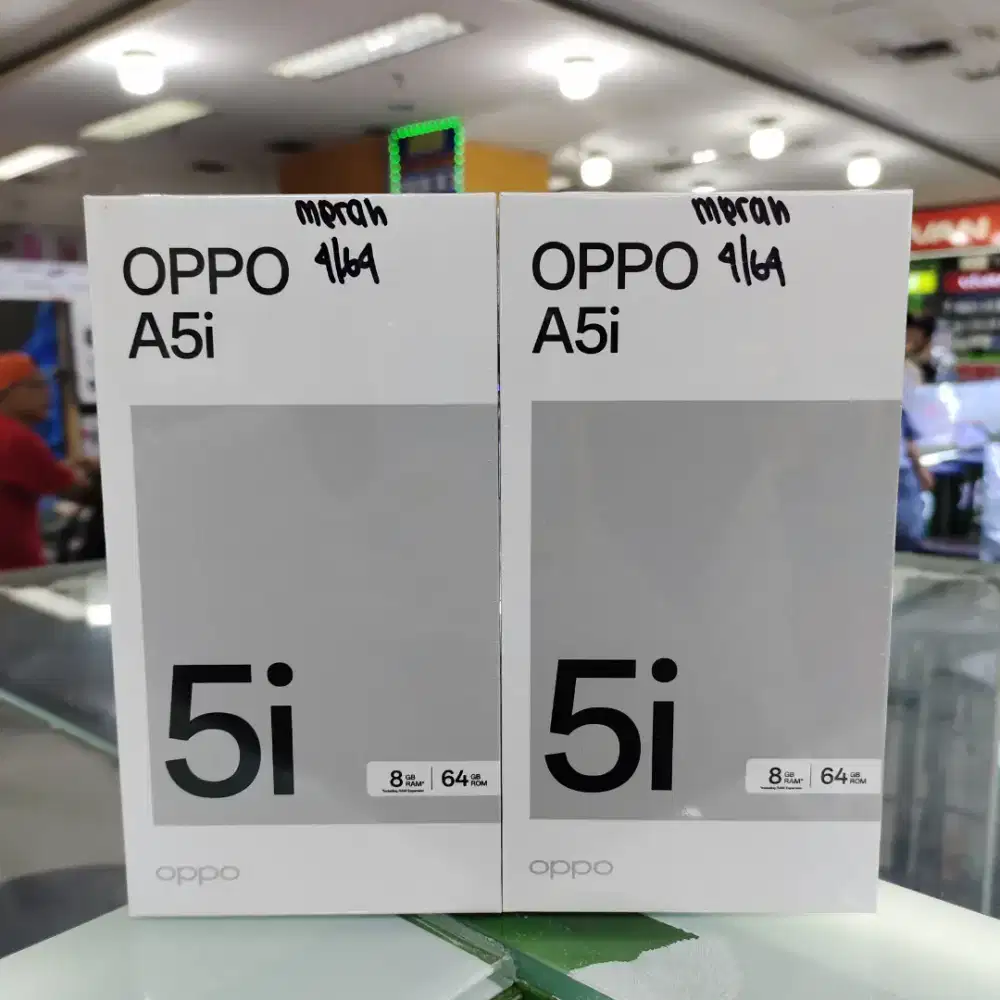 merah
OPPO 4/64
A5i
5i
8 GB RAM* 64 GB ROM
oppo
merah
OPPO 4/64
A5i
5i
8 GB RAM* 64 GB ROM
oppo